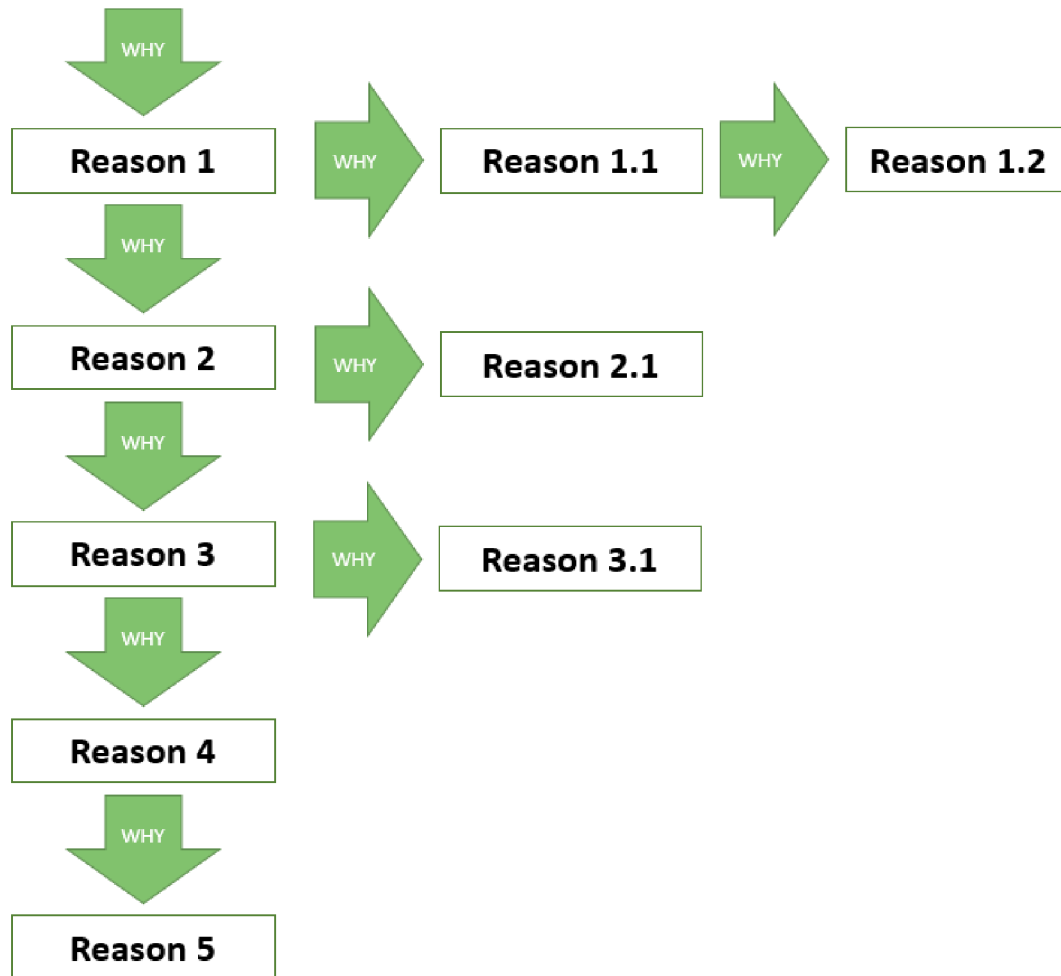 WHY
Reason 1
WHY
Reason 1.1
WHY
Reason 1.2
WHY
Reason 2
WHY
Reason 2.1
WHY
Reason 3
WHY
Reason 3.1
WHY
Reason 4
WHY
Reason 5